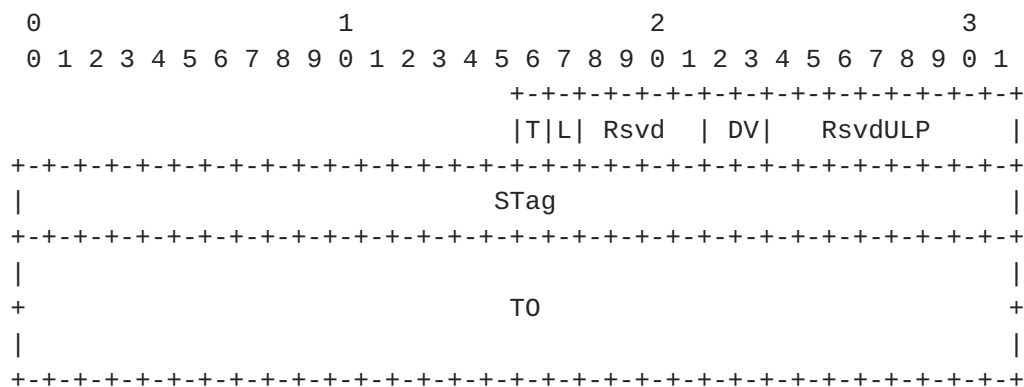 0                   1                   2                   3
 0 1 2 3 4 5 6 7 8 9 0 1 2 3 4 5 6 7 8 9 0 1 2 3 4 5 6 7 8 9 0 1
                                +-+-+-+-+-+-+-+-+-+-+-+-+-+-+-+-+
                                |T|L| Rsvd  | DV|   RsvdULP     |
+-+-+-+-+-+-+-+-+-+-+-+-+-+-+-+-+-+-+-+-+-+-+-+-+-+-+-+-+-+-+-+-+
|                              STag                             |
+-+-+-+-+-+-+-+-+-+-+-+-+-+-+-+-+-+-+-+-+-+-+-+-+-+-+-+-+-+-+-+-+
|                                                               |
+                               TO                              +
|                                                               |
+-+-+-+-+-+-+-+-+-+-+-+-+-+-+-+-+-+-+-+-+-+-+-+-+-+-+-+-+-+-+-+-+